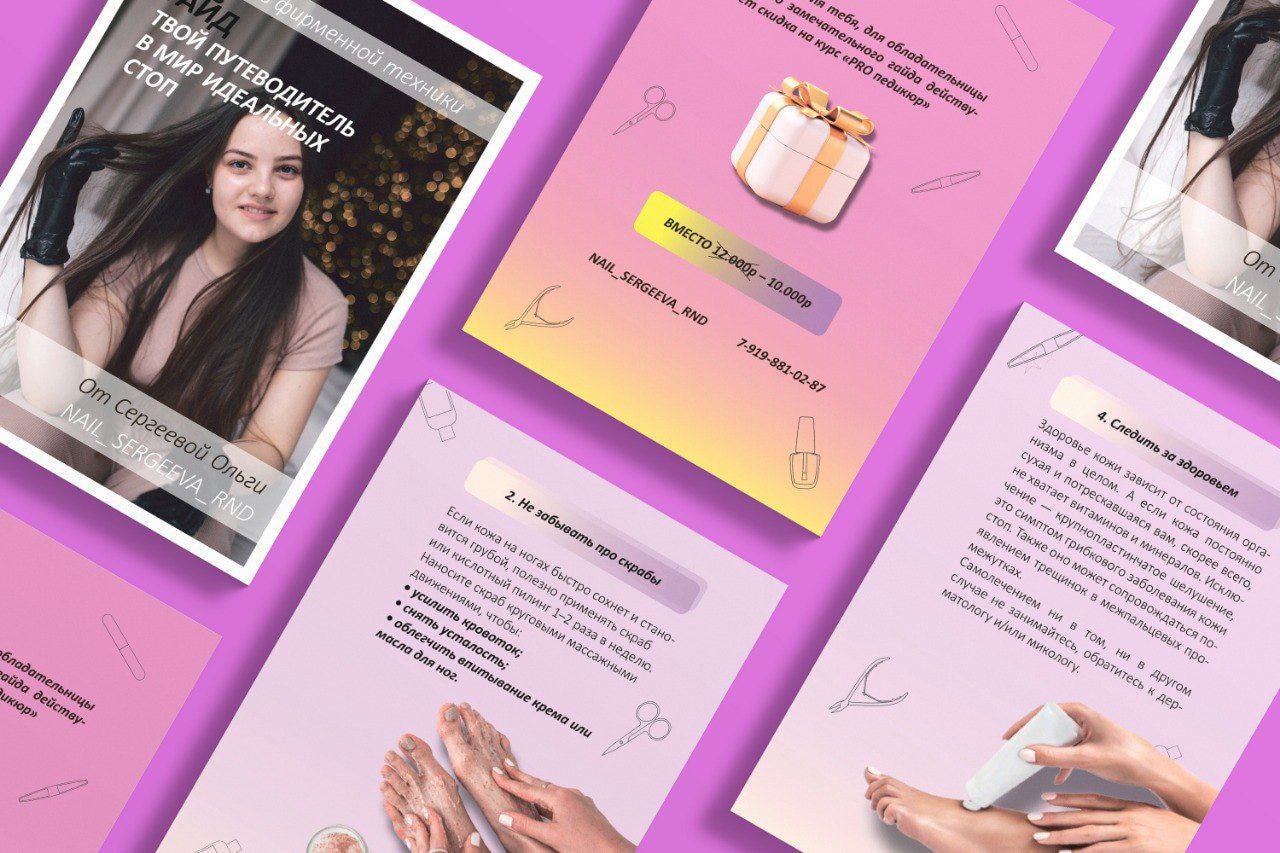 АЙД
фирменной техники
ТВОЙ ПУТЕВОДИТЕЛЬ
В МИР ИДЕАЛЬНЫХ
СТОП
От Сергеевой Ольги
NAIL_SERGEEVA_RND
тебя, для обладательницы
замечательного гайда действу-
ет скидка на курс «PRO педикюр»
ВМЕСТО 12.000р – 10.000р
NAIL_SERGEEVA_RND
7-919-881-02-87
От
NAIL_S
обладательницы
гайда действу-
дикюр»
2. Не забывать про скрабы
Если кожа на ногах быстро сохнет и стано-
вится грубой, полезно применять скраб
или кислотный пилинг 1–2 раза в неделю.
Наносите скраб круговыми массажными
движениями, чтобы:
• усилить кровоток;
• снять усталость;
• облегчить впитывание крема или
масла для ног.
4. Следить за здоровьем
Здоровье кожи зависит от состояния орга-
низма в целом. А если кожа постоянно
сухая и потрескавшаяся вам, скорее всего,
не хватает витаминов и минералов. Исклю-
чение — крупнопластинчатое шелушение,
это симптом грибкового заболевания кожи
стоп. Также оно может сопровождаться по-
явлением трещинок в межпальцевых про-
межутках.
Самолечением ни в том, ни в другом
случае не занимайтесь, обратитесь к дер-
матологу и/или микологу.